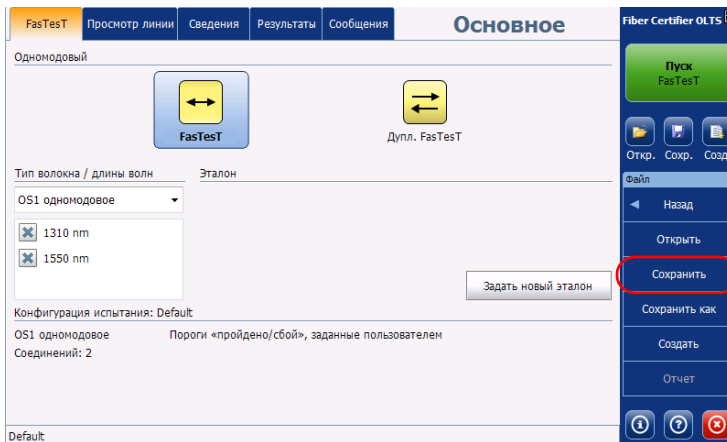 FasTesT
Просмотр линии
Сведения
Результаты
Сообщения
Основное
Одномодовый
FasTesT
Дупл. FasTesT
Тип волокна / длины волн
Эталон
OS1 одномодовое
1310 nm
1550 nm
Задать новый эталон
Конфигурация испытания: Default
OS1 одномодовое
Пороги «пройдено/сбой», заданные пользователем
Соединений: 2
Default
Fiber Certifier OLTS
Пуск
FasTesT
Откр.
Сохр.
Созд
Файл
Назад
Открыть
Сохранить
Сохранить как
Создать
Отчет